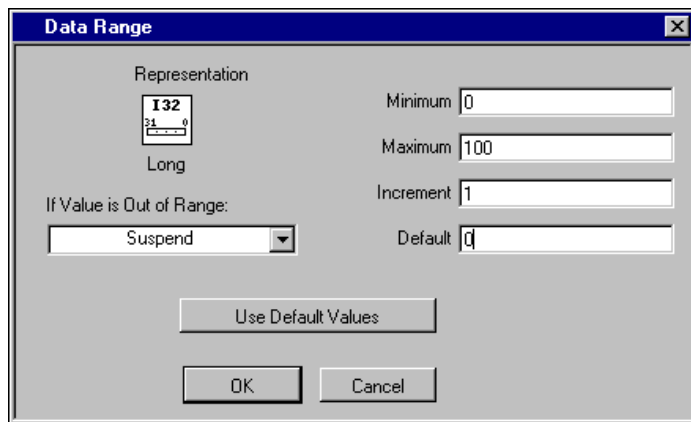 Data Range
Representation
I32
31 0
Long
If Value is Out of Range:
Suspend
Minimum 0
Maximum 100
Increment 1
Default 0
Use Default Values
OK
Cancel